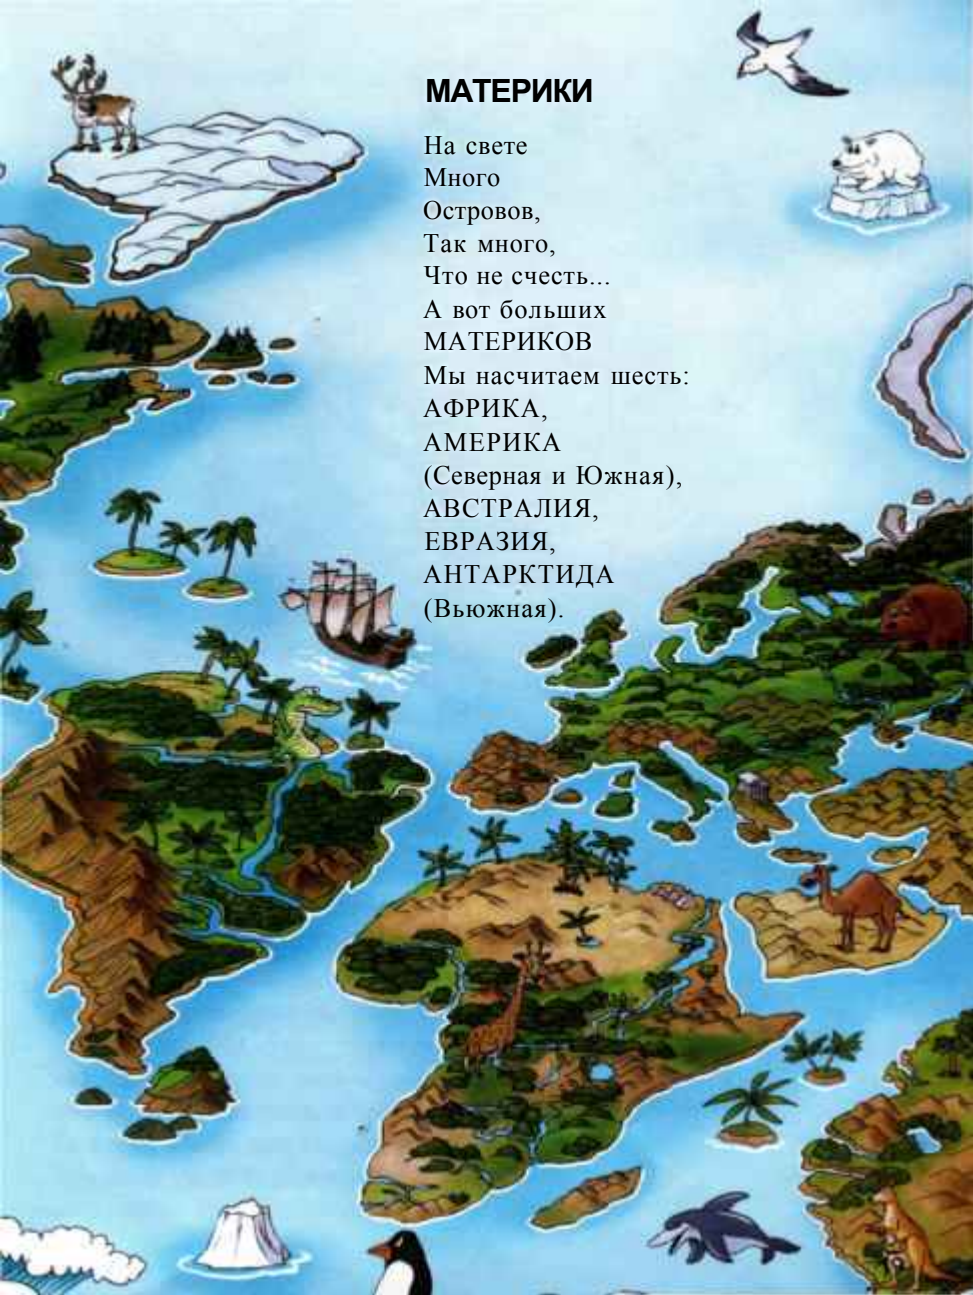 МАТЕРИКИ
На свете
Много
Островов,
Так много,
Что не счесть...
А вот больших
МАТЕРИКОВ
Мы насчитаем шесть:
АФРИКА,
АМЕРИКА
(Северная и Южная),
АВСТРАЛИЯ,
ЕВРАЗИЯ,
АНТАРКТИДА
(Вьюжная).